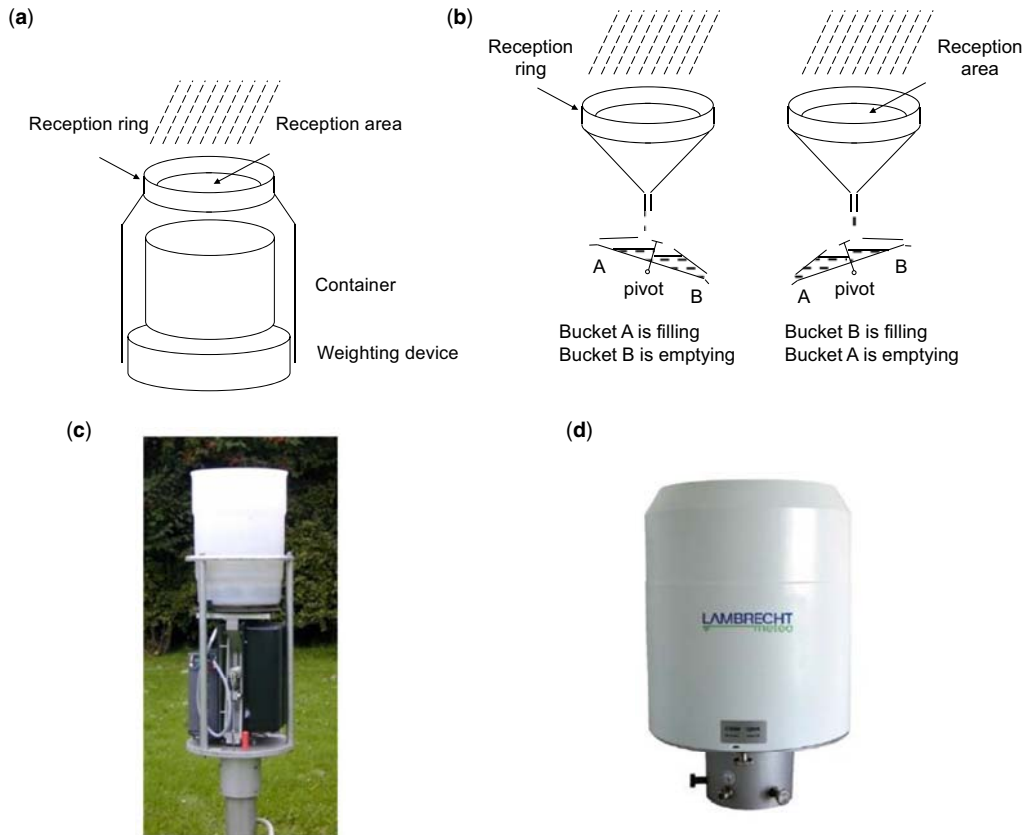 (a)
Reception ring
Reception area
Container
Weighting device
(b)
Reception
ring
Reception
area
A
B
pivot
A
B
pivot
Bucket A is filling
Bucket B is emptying
Bucket B is filling
Bucket A is emptying
(c)
(d)
LAMBRECHT
meteo